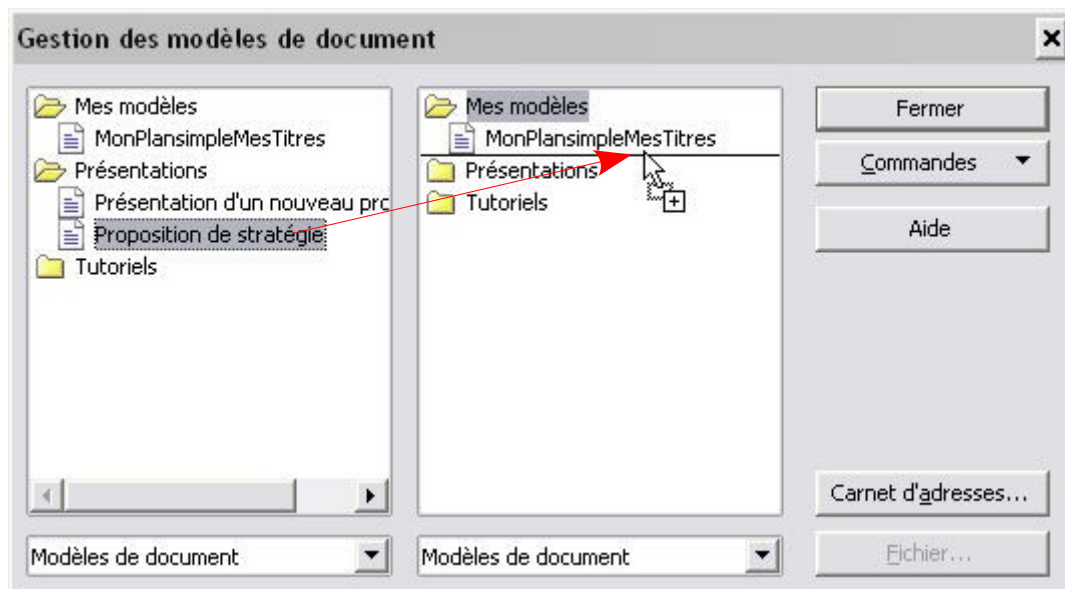 Gestion des modèles de document
Mes modèles
MonPlansimpleMesTitres
Présentations
Présentation d'un nouveau prc
Proposition de stratégie
Tutoriels
Modèles de document
Mes modèles
MonPlansimpleMesTitres
Présentations
Tutoriels
Modèles de document
Fermer
Commandes
Aide
Carnet d'adresses...
Fichier...